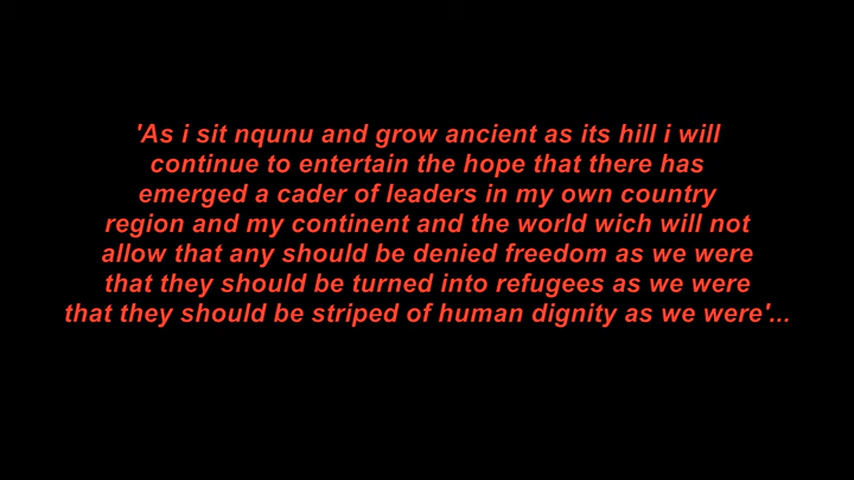 'As i sit nqunu and grow ancient as its hill i will
continue to entertain the hope that there has
emerged a cader of leaders in my own country
region and my continent and the world wich will not
allow that any should be denied freedom as we were
that they should be turned into refugees as we were
that they should be striped of human dignity as we were'...